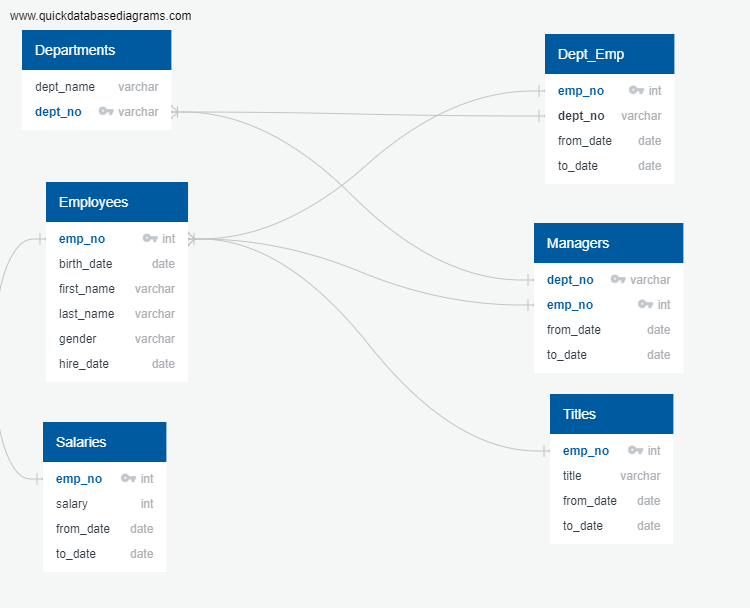 www.quickdatabasediagrams.com
Departments
dept_name varchar
dept_no varchar
Employees
emp_no int
birth_date date
first_name varchar
last_name varchar
gender varchar
hire_date date
Salaries
emp_no int
salary int
from_date date
to_date date
Dept_Emp
emp_no int
dept_no varchar
from_date date
to_date date
Managers
dept_no varchar
emp_no int
from_date date
to_date date
Titles
emp_no int
title varchar
from_date date
to_date date